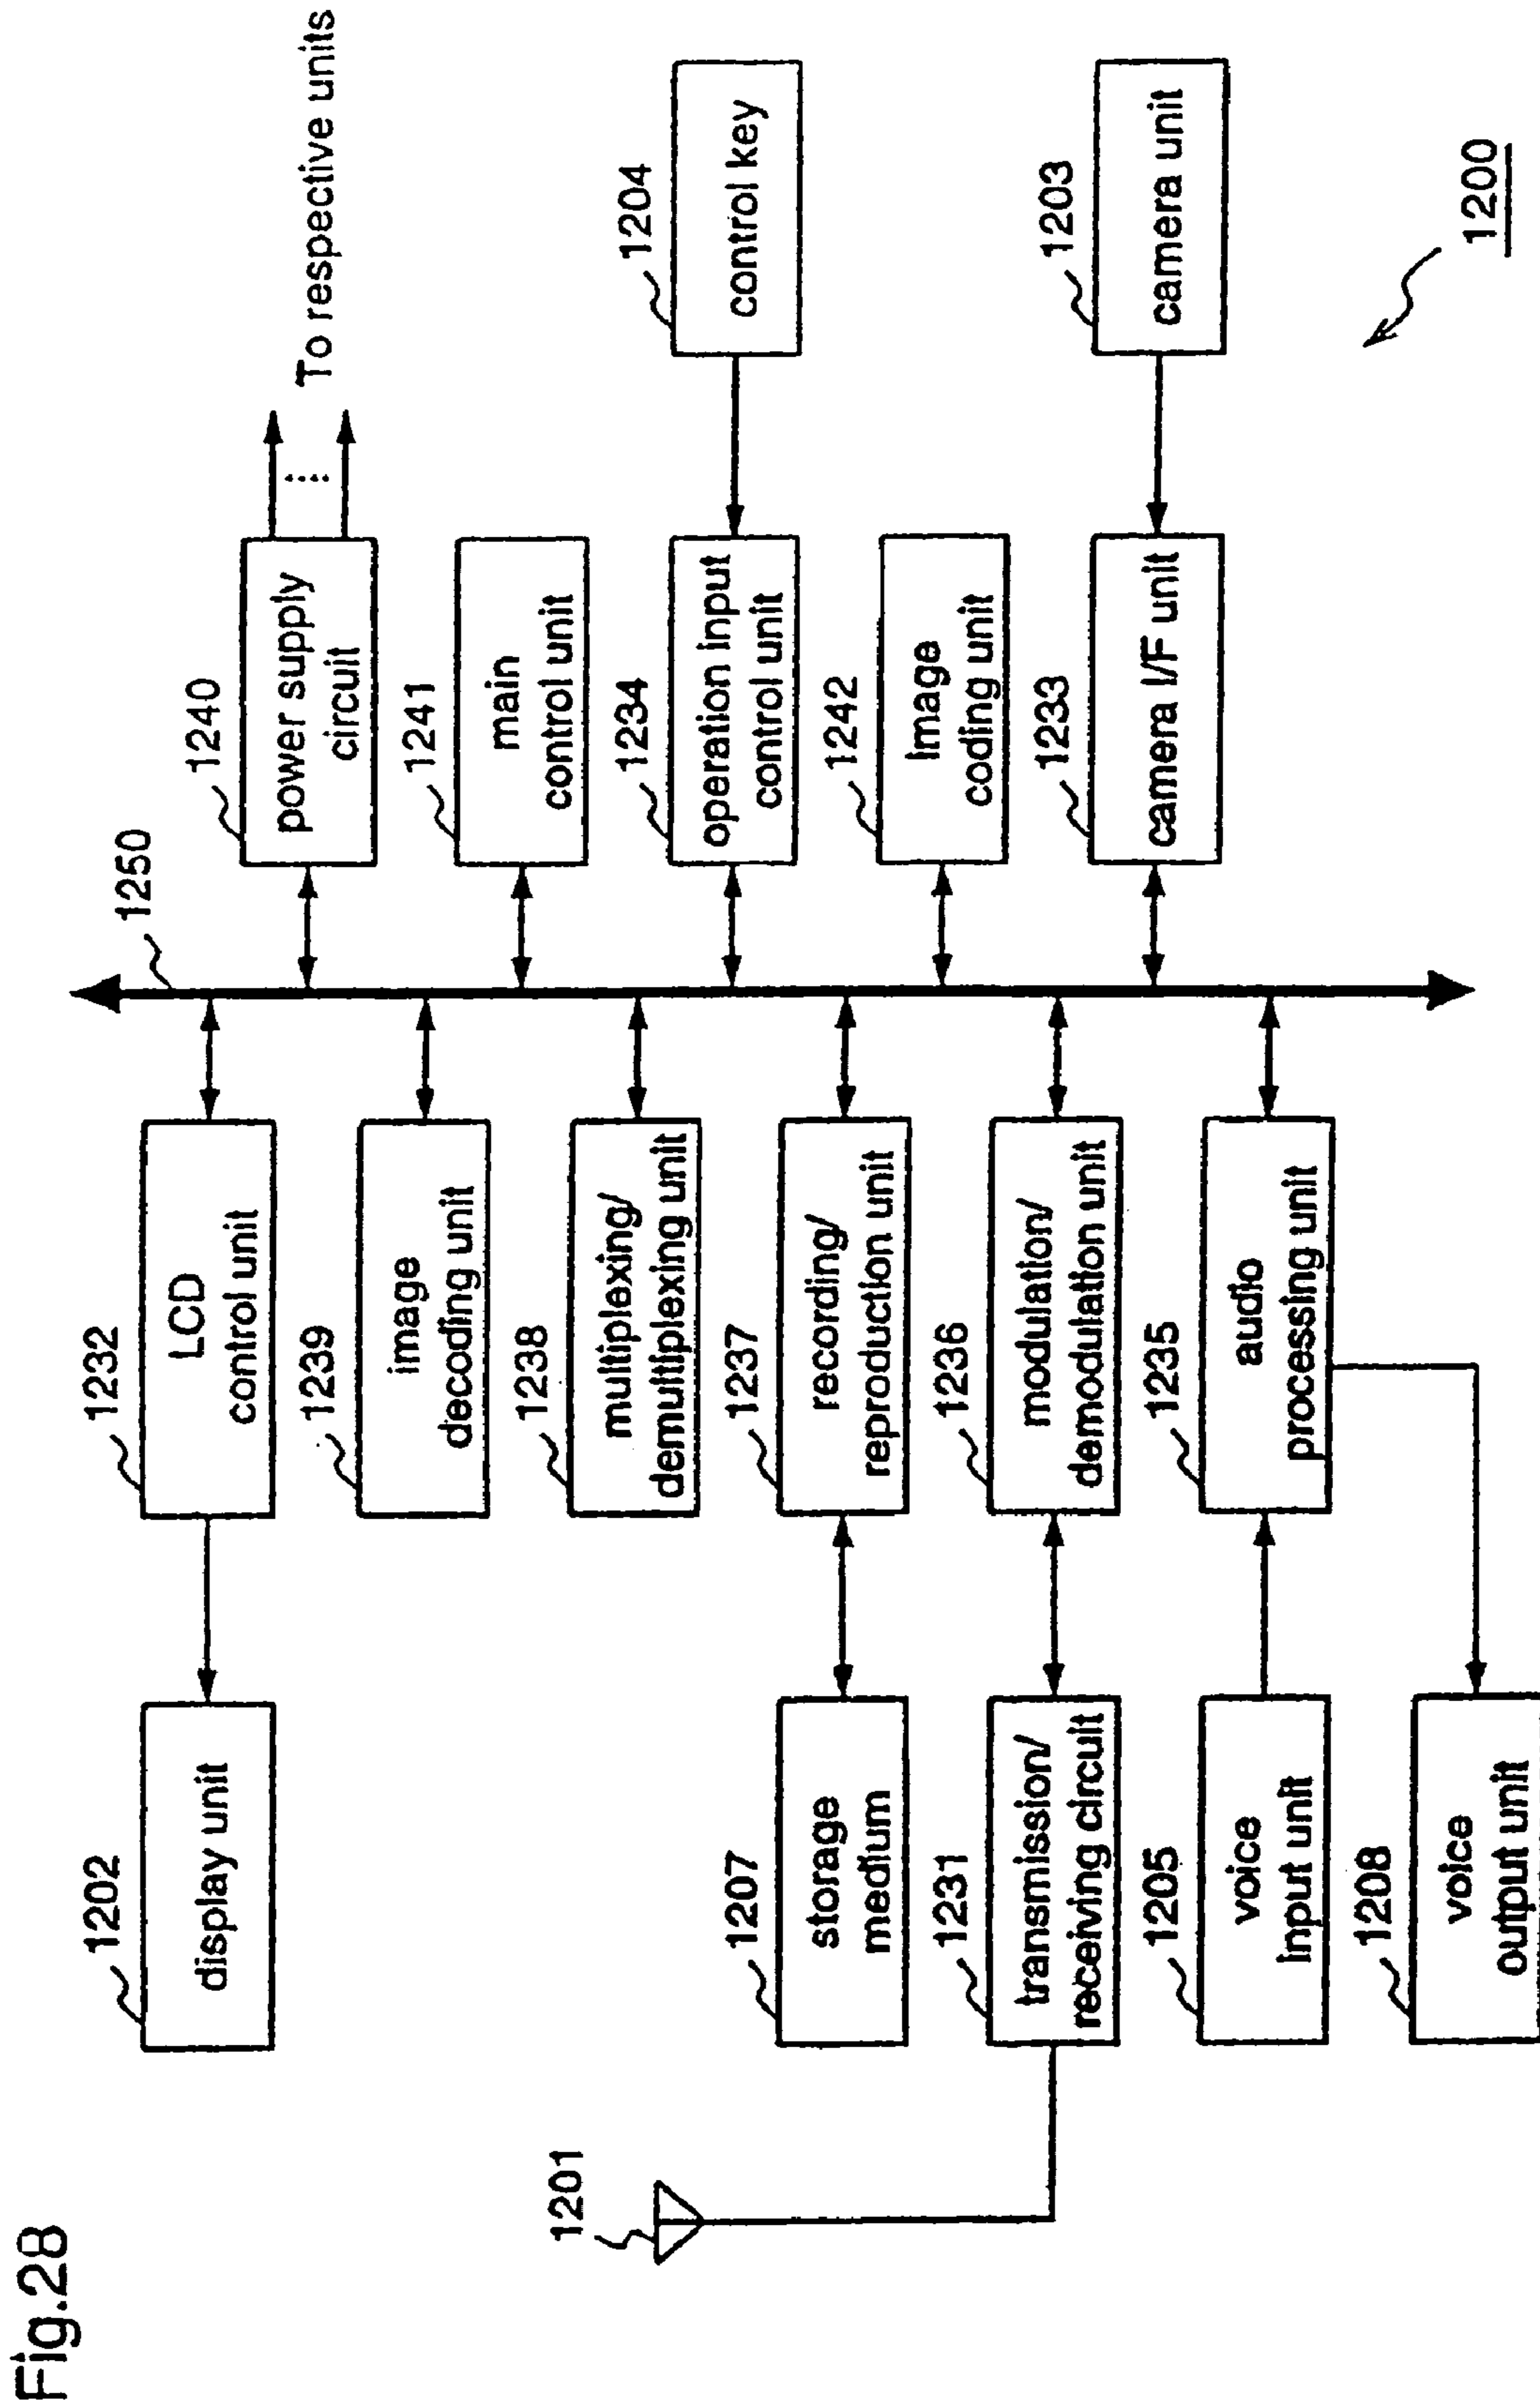 Fig.28
1202
display unit
1232
LCD
control unit
1250
1240
power supply
circuit
To respective units
1239
image
decoding unit
1241
main
control unit
1201
1238
multiplexing/
demultiplexing unit
1234
operation input
control unit
1204
control key
1207
storage
medium
1237
recording/
reproduction unit
1242
Image
coding unit
1231
transmission/
receiving circuit
1236
modulation/
demodulation unit
1233
camera I/F unit
1203
camera unit
1205
voice
input unit
1235
audio
processing unit
1208
voice
output unit
1200